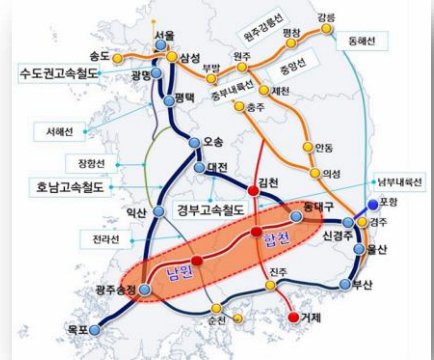 강릉
서울
원주강릉선
평창
동해선
송도
삼성
원주
부발
광명
수도권고속철도
중앙선
중부내륙선
제천
평택
충주
서해선
오송
안동
장항선
대전
의성
호남고속철도
김천
남부내륙선
경부고속철도
동대구
포항
익산
신경주
경주
전라선
합천
울산
남원
광주송정
진주
부산
순천
거제
목포